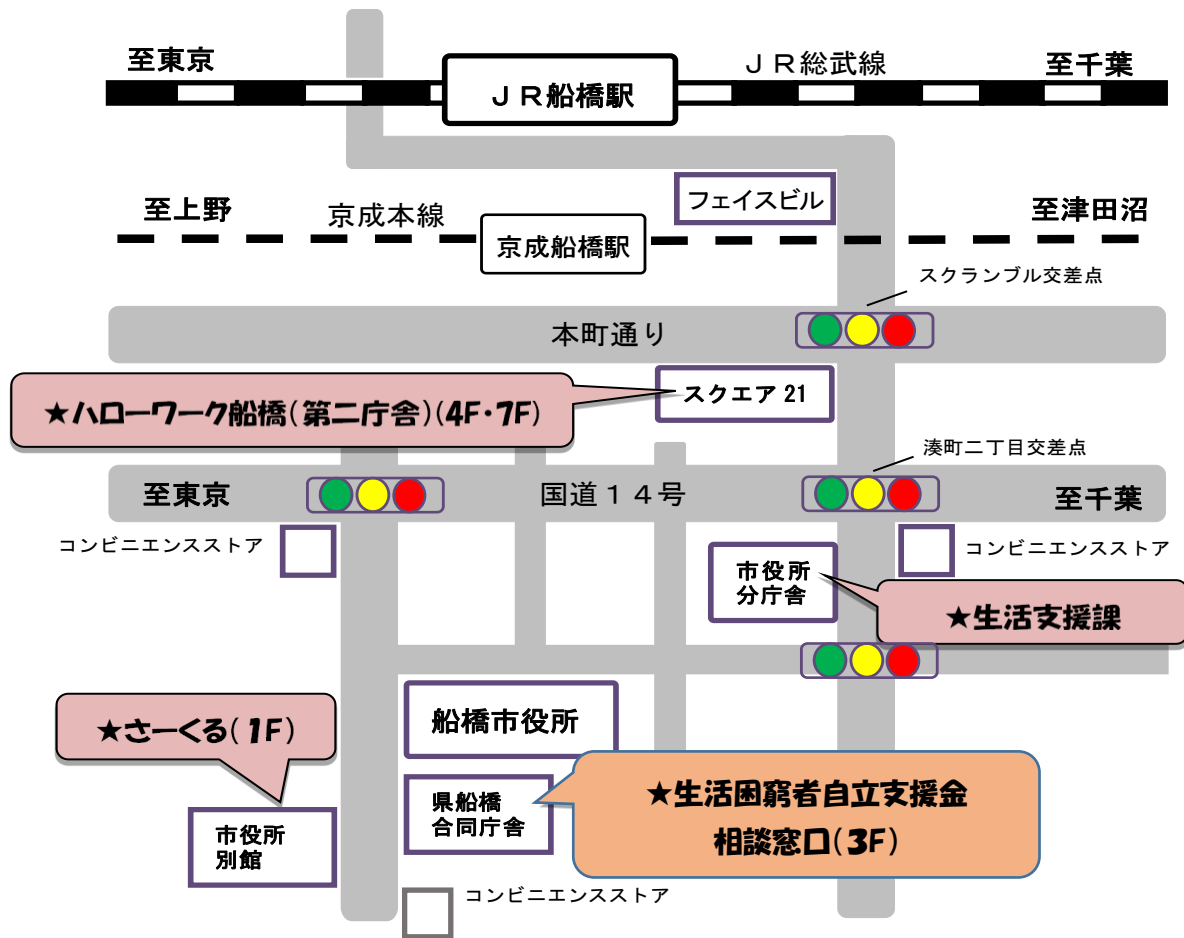 至東京
ＪＲ船橋駅
ＪＲ総武線
至千葉
フェイスビル
至上野
京成本線
京成船橋駅
至津田沼
スクランブル交差点
本町通り
★ハローワーク船橋(第二庁舎)(4F・7F)
スクエア 21
湊町二丁目交差点
至東京
国道１４号
至千葉
コンビニエンスストア
市役所
分庁舎
コンビニエンスストア
★生活支援課
★さーくる(1F)
船橋市役所
県船橋
合同庁舎
★生活困窮者自立支援金
相談窓口(3F)
市役所
別館
コンビニエンスストア